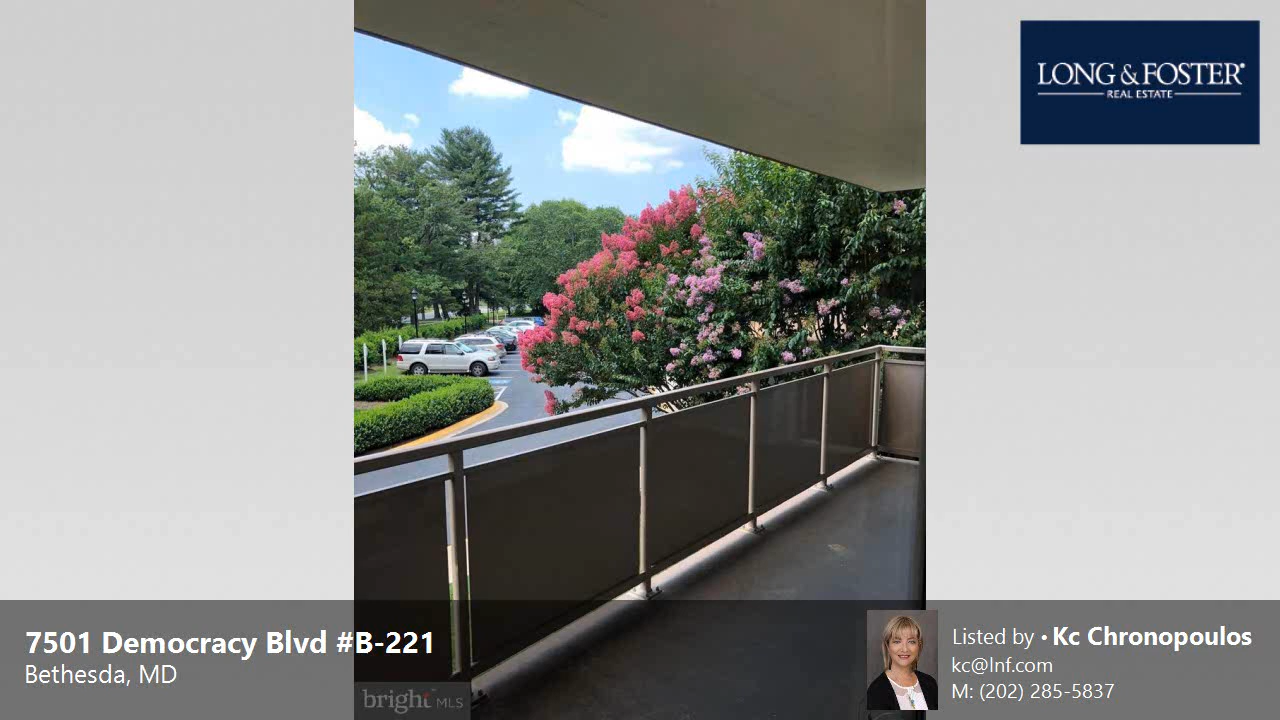 LONG & FOSTER®
REAL ESTATE
7501 Democracy Blvd #B-221
Bethesda, MD
Listed by • Kc Chronopoulos
kc@lnf.com
M: (202) 285-5837
bright MLS